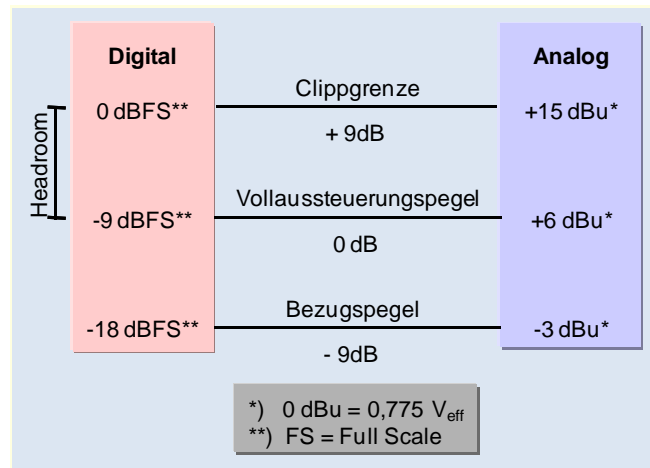 Digital
Analog
Clippgrenze
0 dBFS**
+15 dBu*
+ 9dB
Headroom
Vollaussteuerungspegel
-9 dBFS**
+6 dBu*
0 dB
Bezugspegel
-18 dBFS**
-3 dBu*
- 9dB
*) 0 dBu = 0,775 Veff
**) FS = Full Scale